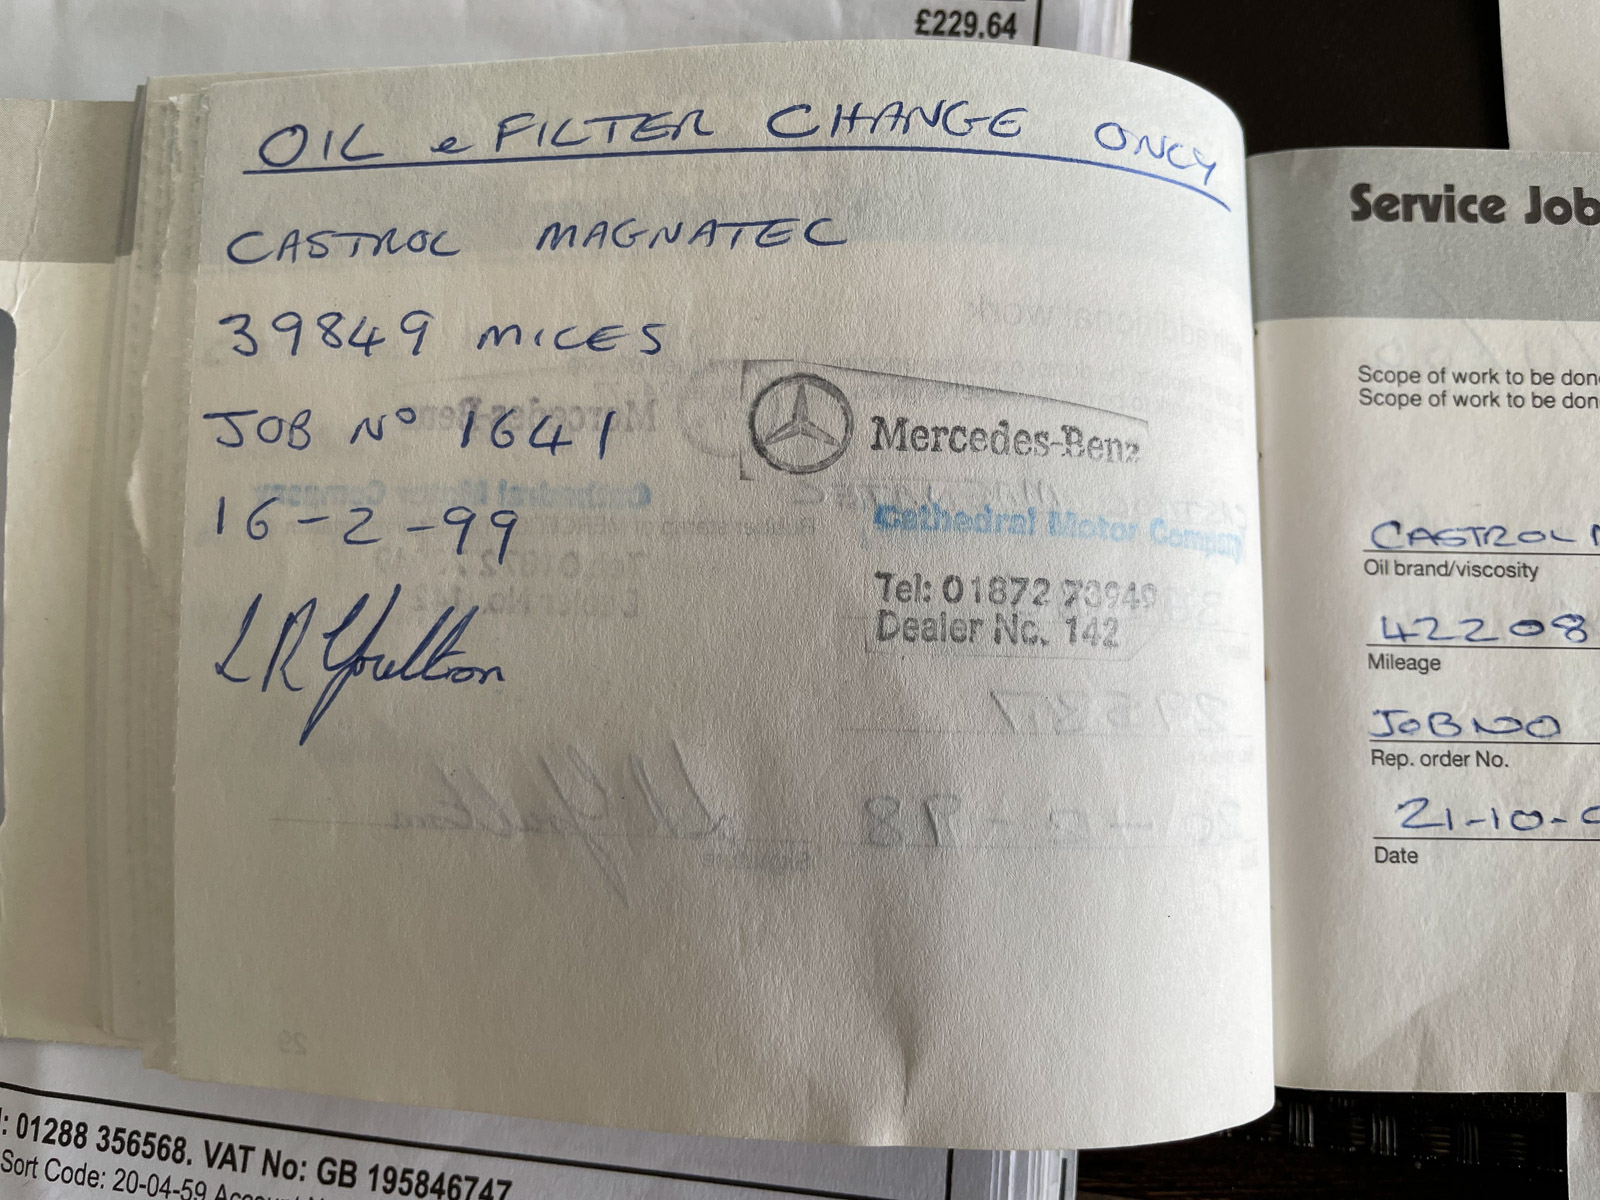 £229.64
OIL e FILTER CHANGE ONLY
CASTROL MAGNATEC
39849 MILES
JOB Nº 1641
16-2-99
Mercedes-Benz
Cathedral Motor Company
Tel: 01872 73949
Dealer No. 142
Service Job
Scope of work to be don
Scope of work to be don
CASTROL
Oil brand/viscosity
42208
Mileage
JOB NO
Rep. order No.
21-10-
Date
29
: 01288 356568. VAT No: GB 195846747
Sort Code: 20-04-59